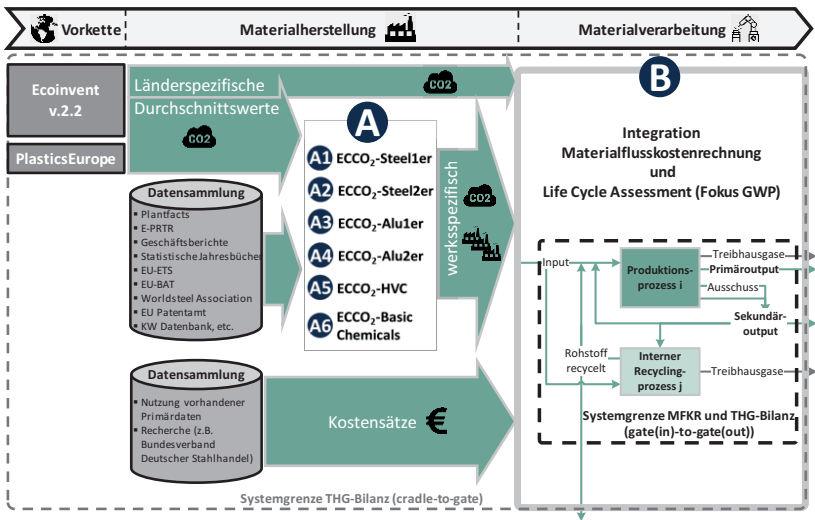 Vorkette
Materialherstellung
Materialverarbeitung
Ecoinvent
v.2.2
PlasticsEurope
Länderspezifische
Durchschnittswerte
CO2
CO2
Datensammlung
▪ Plantfacts
▪ E-PRTR
▪ Geschäftsberichte
▪ Statistische Jahresbücher
▪ EU-ETS
▪ EU-BAT
▪ Worldsteel Association
▪ EU Patentamt
▪ KW Datenbank, etc.
A
A1 ECCO₂-Steel1er
A2 ECCO₂-Steel2er
A3 ECCO₂-Alu1er
A4 ECCO₂-Alu2er
A5 ECCO₂-HVC
A6 ECCO₂-Basic
Chemicals
werksspezifisch
CO2
Datensammlung
▪ Nutzung vorhandener
Primärdaten
▪ Recherche (z.B.
Bundesverband
Deutscher Stahlhandel)
Kostensätze €
Systemgrenze THG-Bilanz (cradle-to-gate)
B
Integration
Materialflusskostenrechnung
und
Life Cycle Assessment (Fokus GWP)
Input
Produktions-
prozess i
Treibhausgase
Primäroutput
Ausschuss
Sekundär-
output
Rohstoff
recycelt
Interner
Recycling-
prozess j
Treibhausgase
Systemgrenze MFKR und THG-Bilanz
(gate(in)-to-gate(out))